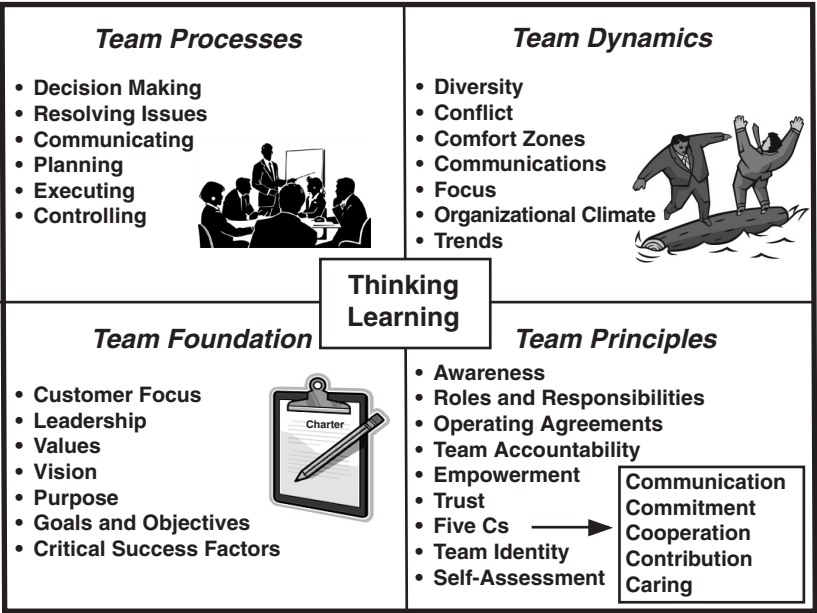 Team Processes
• Decision Making
• Resolving Issues
• Communicating
• Planning
• Executing
• Controlling
Team Dynamics
• Diversity
• Conflict
• Comfort Zones
• Communications
• Focus
• Organizational Climate
• Trends
Thinking
Learning
Team Foundation
• Customer Focus
• Leadership
• Values
• Vision
• Purpose
• Goals and Objectives
• Critical Success Factors
Charter
Team Principles
• Awareness
• Roles and Responsibilities
• Operating Agreements
• Team Accountability
• Empowerment
• Trust
• Five Cs
• Team Identity
• Self-Assessment
Communication
Commitment
Cooperation
Contribution
Caring